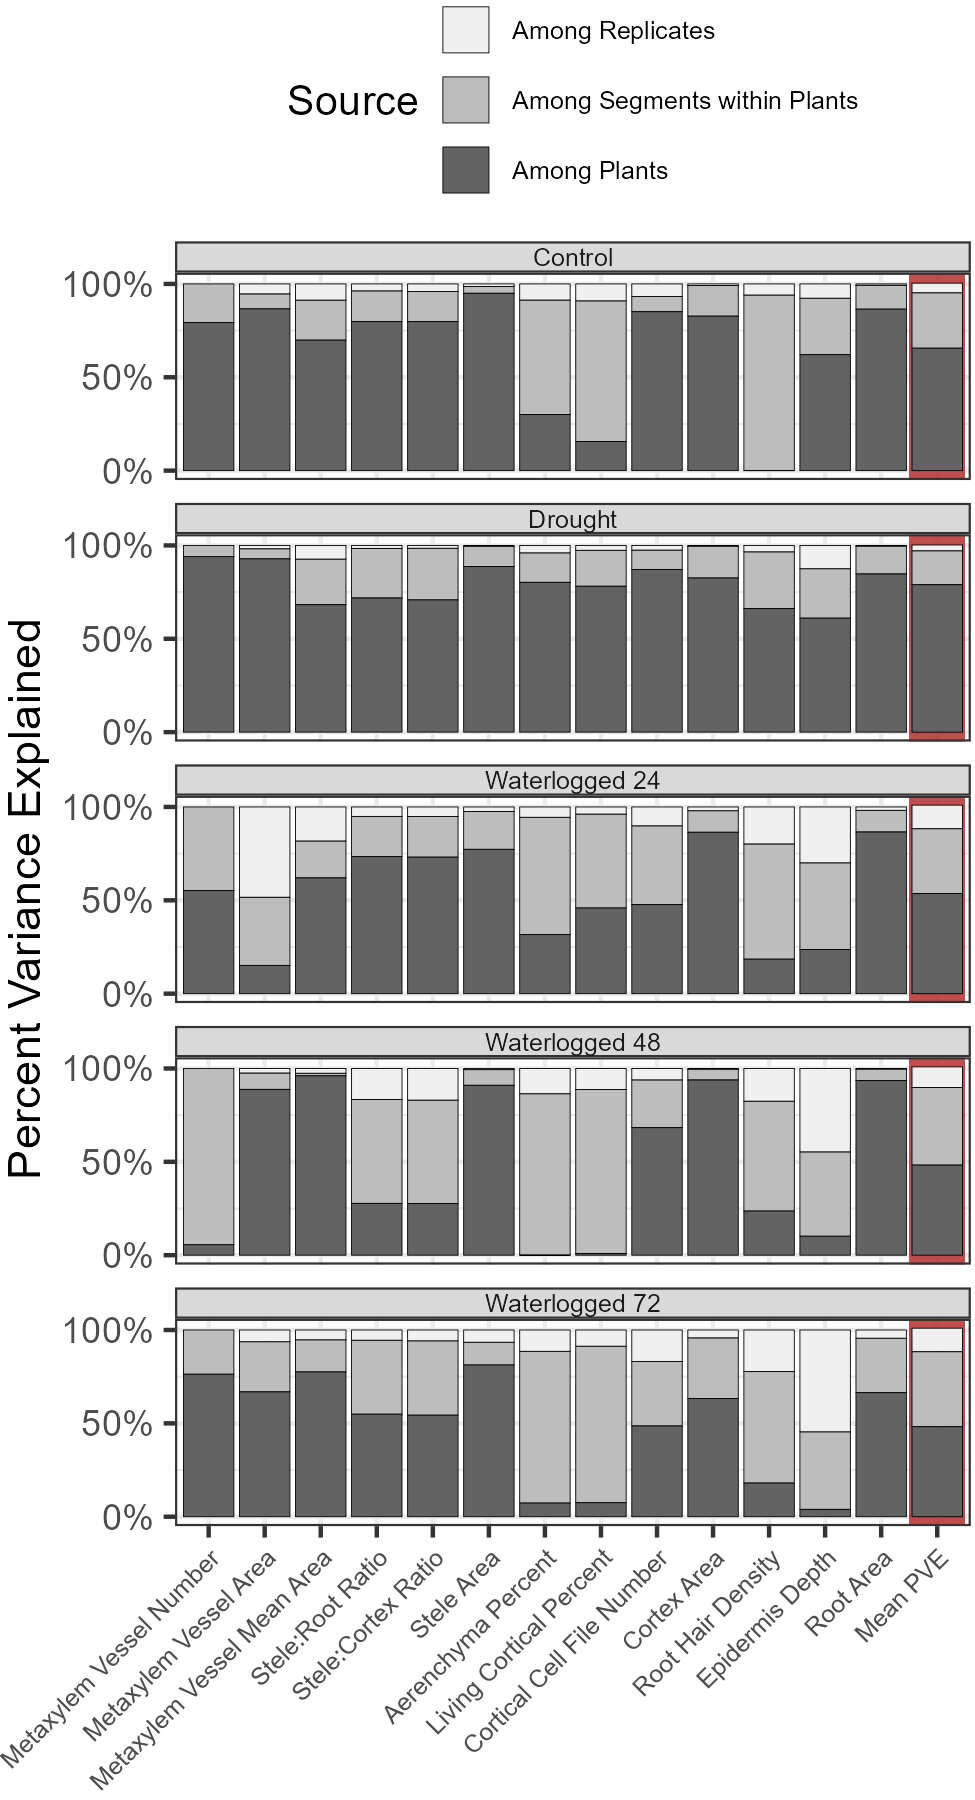 Among Replicates
Source
Among Segments within Plants
Among Plants
Percent Variance Explained
Control
100%
50%
0%
Drought
100%
50%
0%
Waterlogged 24
100%
50%
0%
Waterlogged 48
100%
50%
0%
Waterlogged 72
100%
50%
0%
Metaxylem Vessel Number
Metaxylem Vessel Area
Metaxylem Vessel Mean Area
Stele:Root Ratio
Stele:Cortex Ratio
Stele Area
Aerenchyma Percent
Living Cortical Percent
Cortical Cell File Number
Cortex Area
Root Hair Density
Epidermis Depth
Root Area
Mean PVE